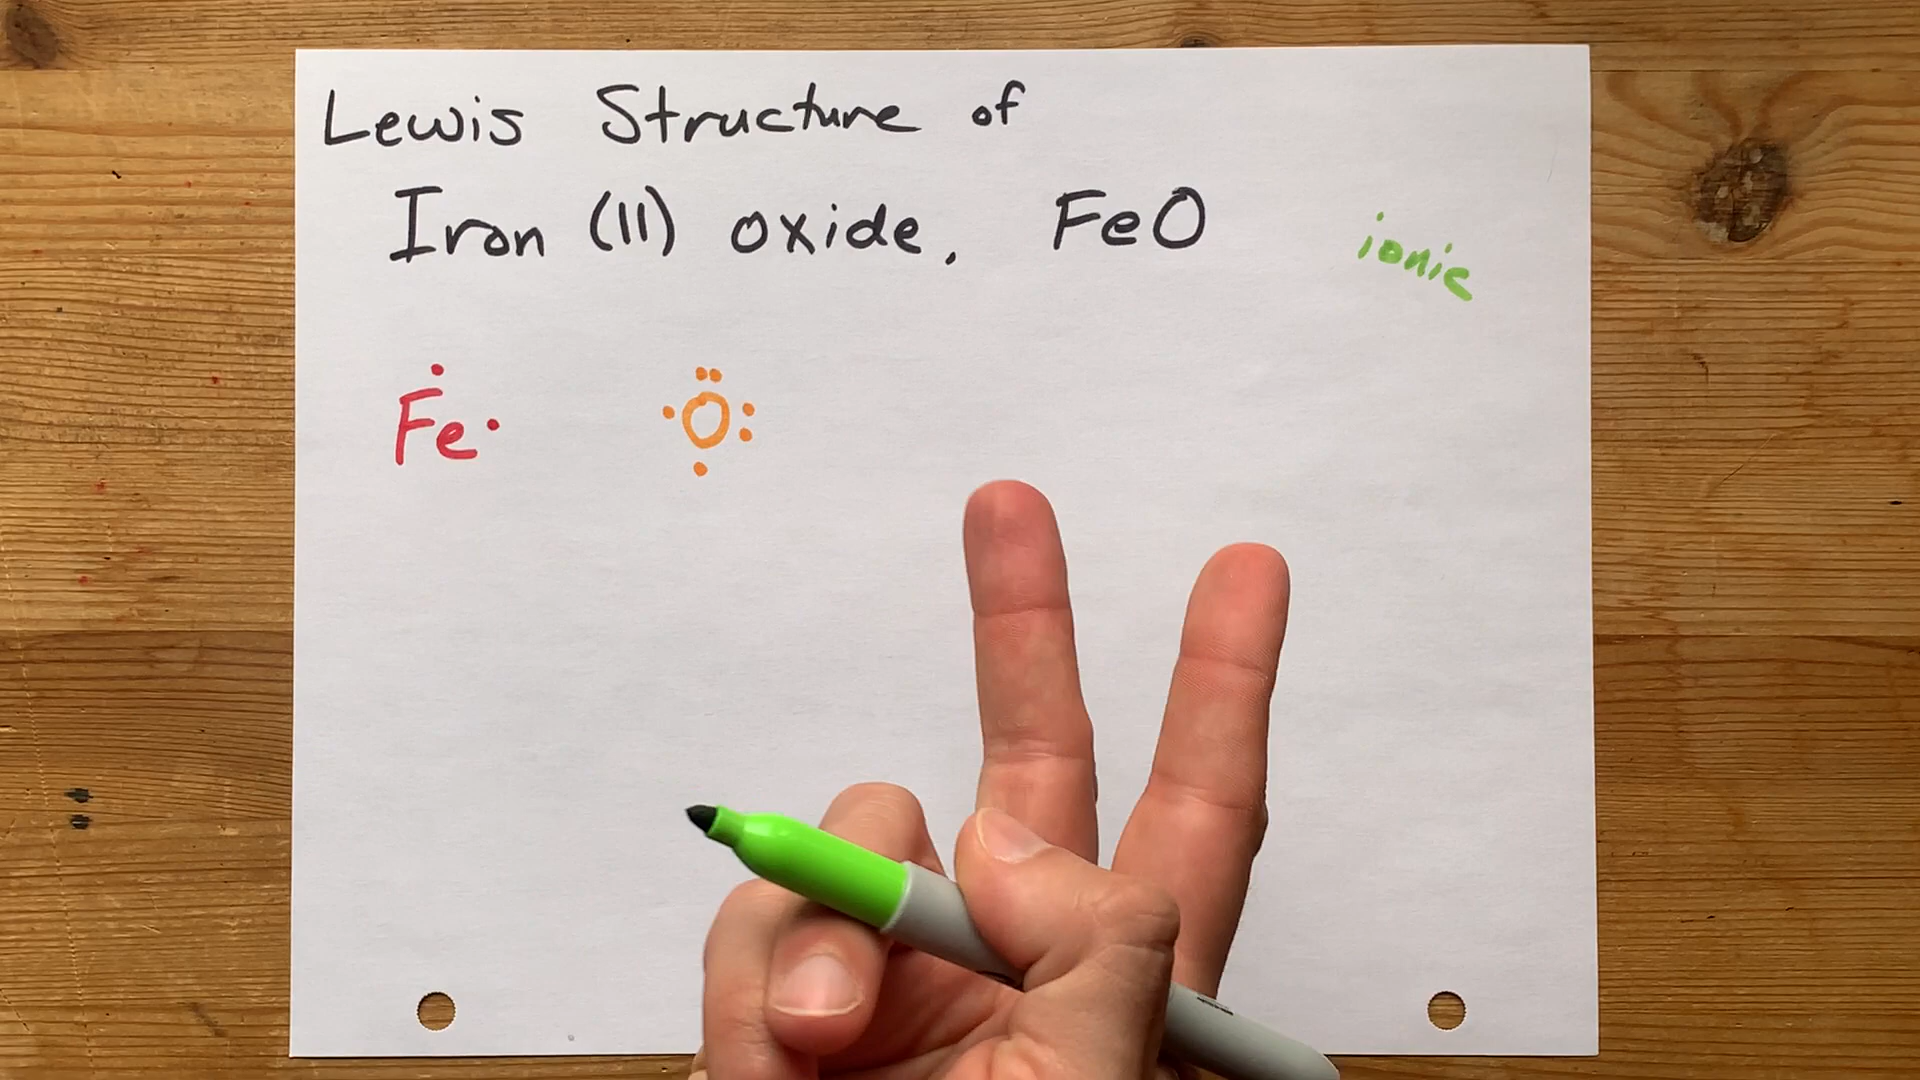 Lewis Structure of
Iron (II) oxide, FeO
ionic
Fe O